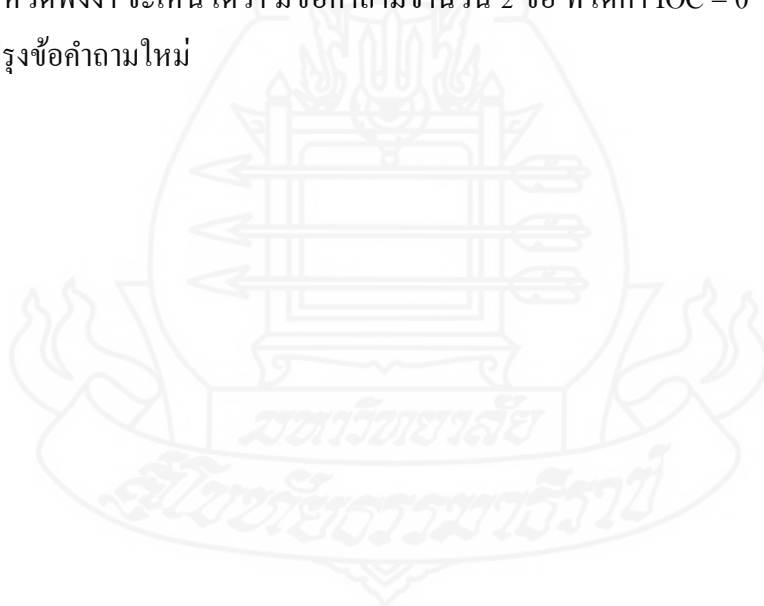 หวัดพังงา จะเห็นได้ว่า มีข้อคำถามจำนวน 2 ข้อ ที่ได้ค่า IOC = 0
รุงข้อคำถามใหม่
มหาวิทยาลัย
สุโขทัยธรรมาธิราช